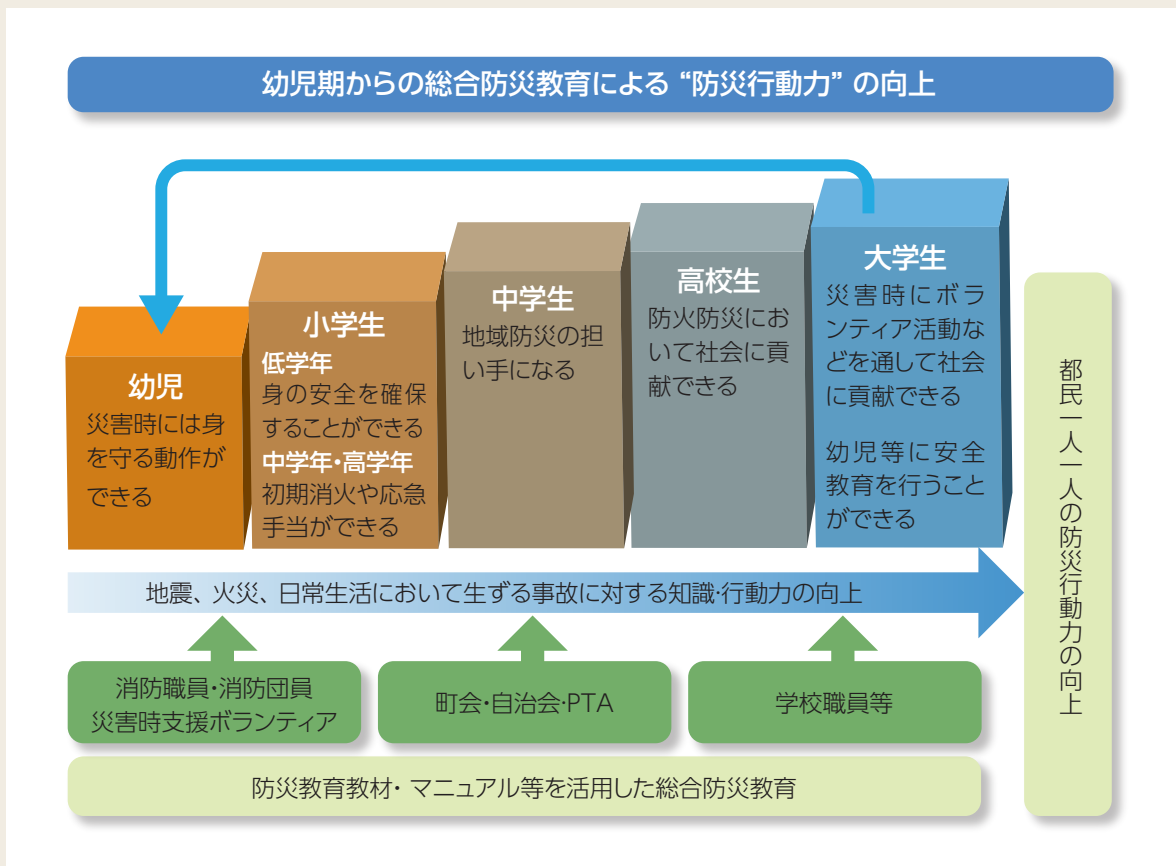 幼児期からの総合防災教育による “防災行動力” の向上
幼児
災害時には身
を守る動作が
できる
小学生
低学年
身の安全を確保
することができる
中学年・高学年
初期消火や応急
手当ができる
中学生
地域防災の担
い手になる
高校生
防火防災にお
いて社会に貢
献できる
大学生
災害時にボラ
ンティア活動な
どを通して社会
に貢献できる
幼児等に安全
教育を行うこと
ができる
地震、火災、日常生活において生ずる事故に対する知識・行動力の向上
消防職員・消防団員
災害時支援ボランティア
町会・自治会・PTA
学校職員等
防災教育教材・ マニュアル等を活用した総合防災教育
都民一人一人の防災行動力の向上